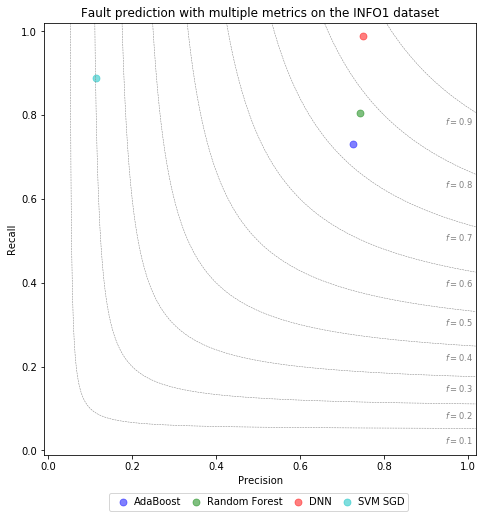 Fault prediction with multiple metrics on the INFO1 dataset
1.0
0.8
0.6
0.4
0.2
0.0
Recall
f = 0.9
f = 0.8
f = 0.7
f = 0.6
f = 0.5
f = 0.4
f = 0.3
f = 0.2
f = 0.1
0.0 0.2 0.4 0.6 0.8 1.0
Precision
AdaBoost Random Forest DNN SVM SGD